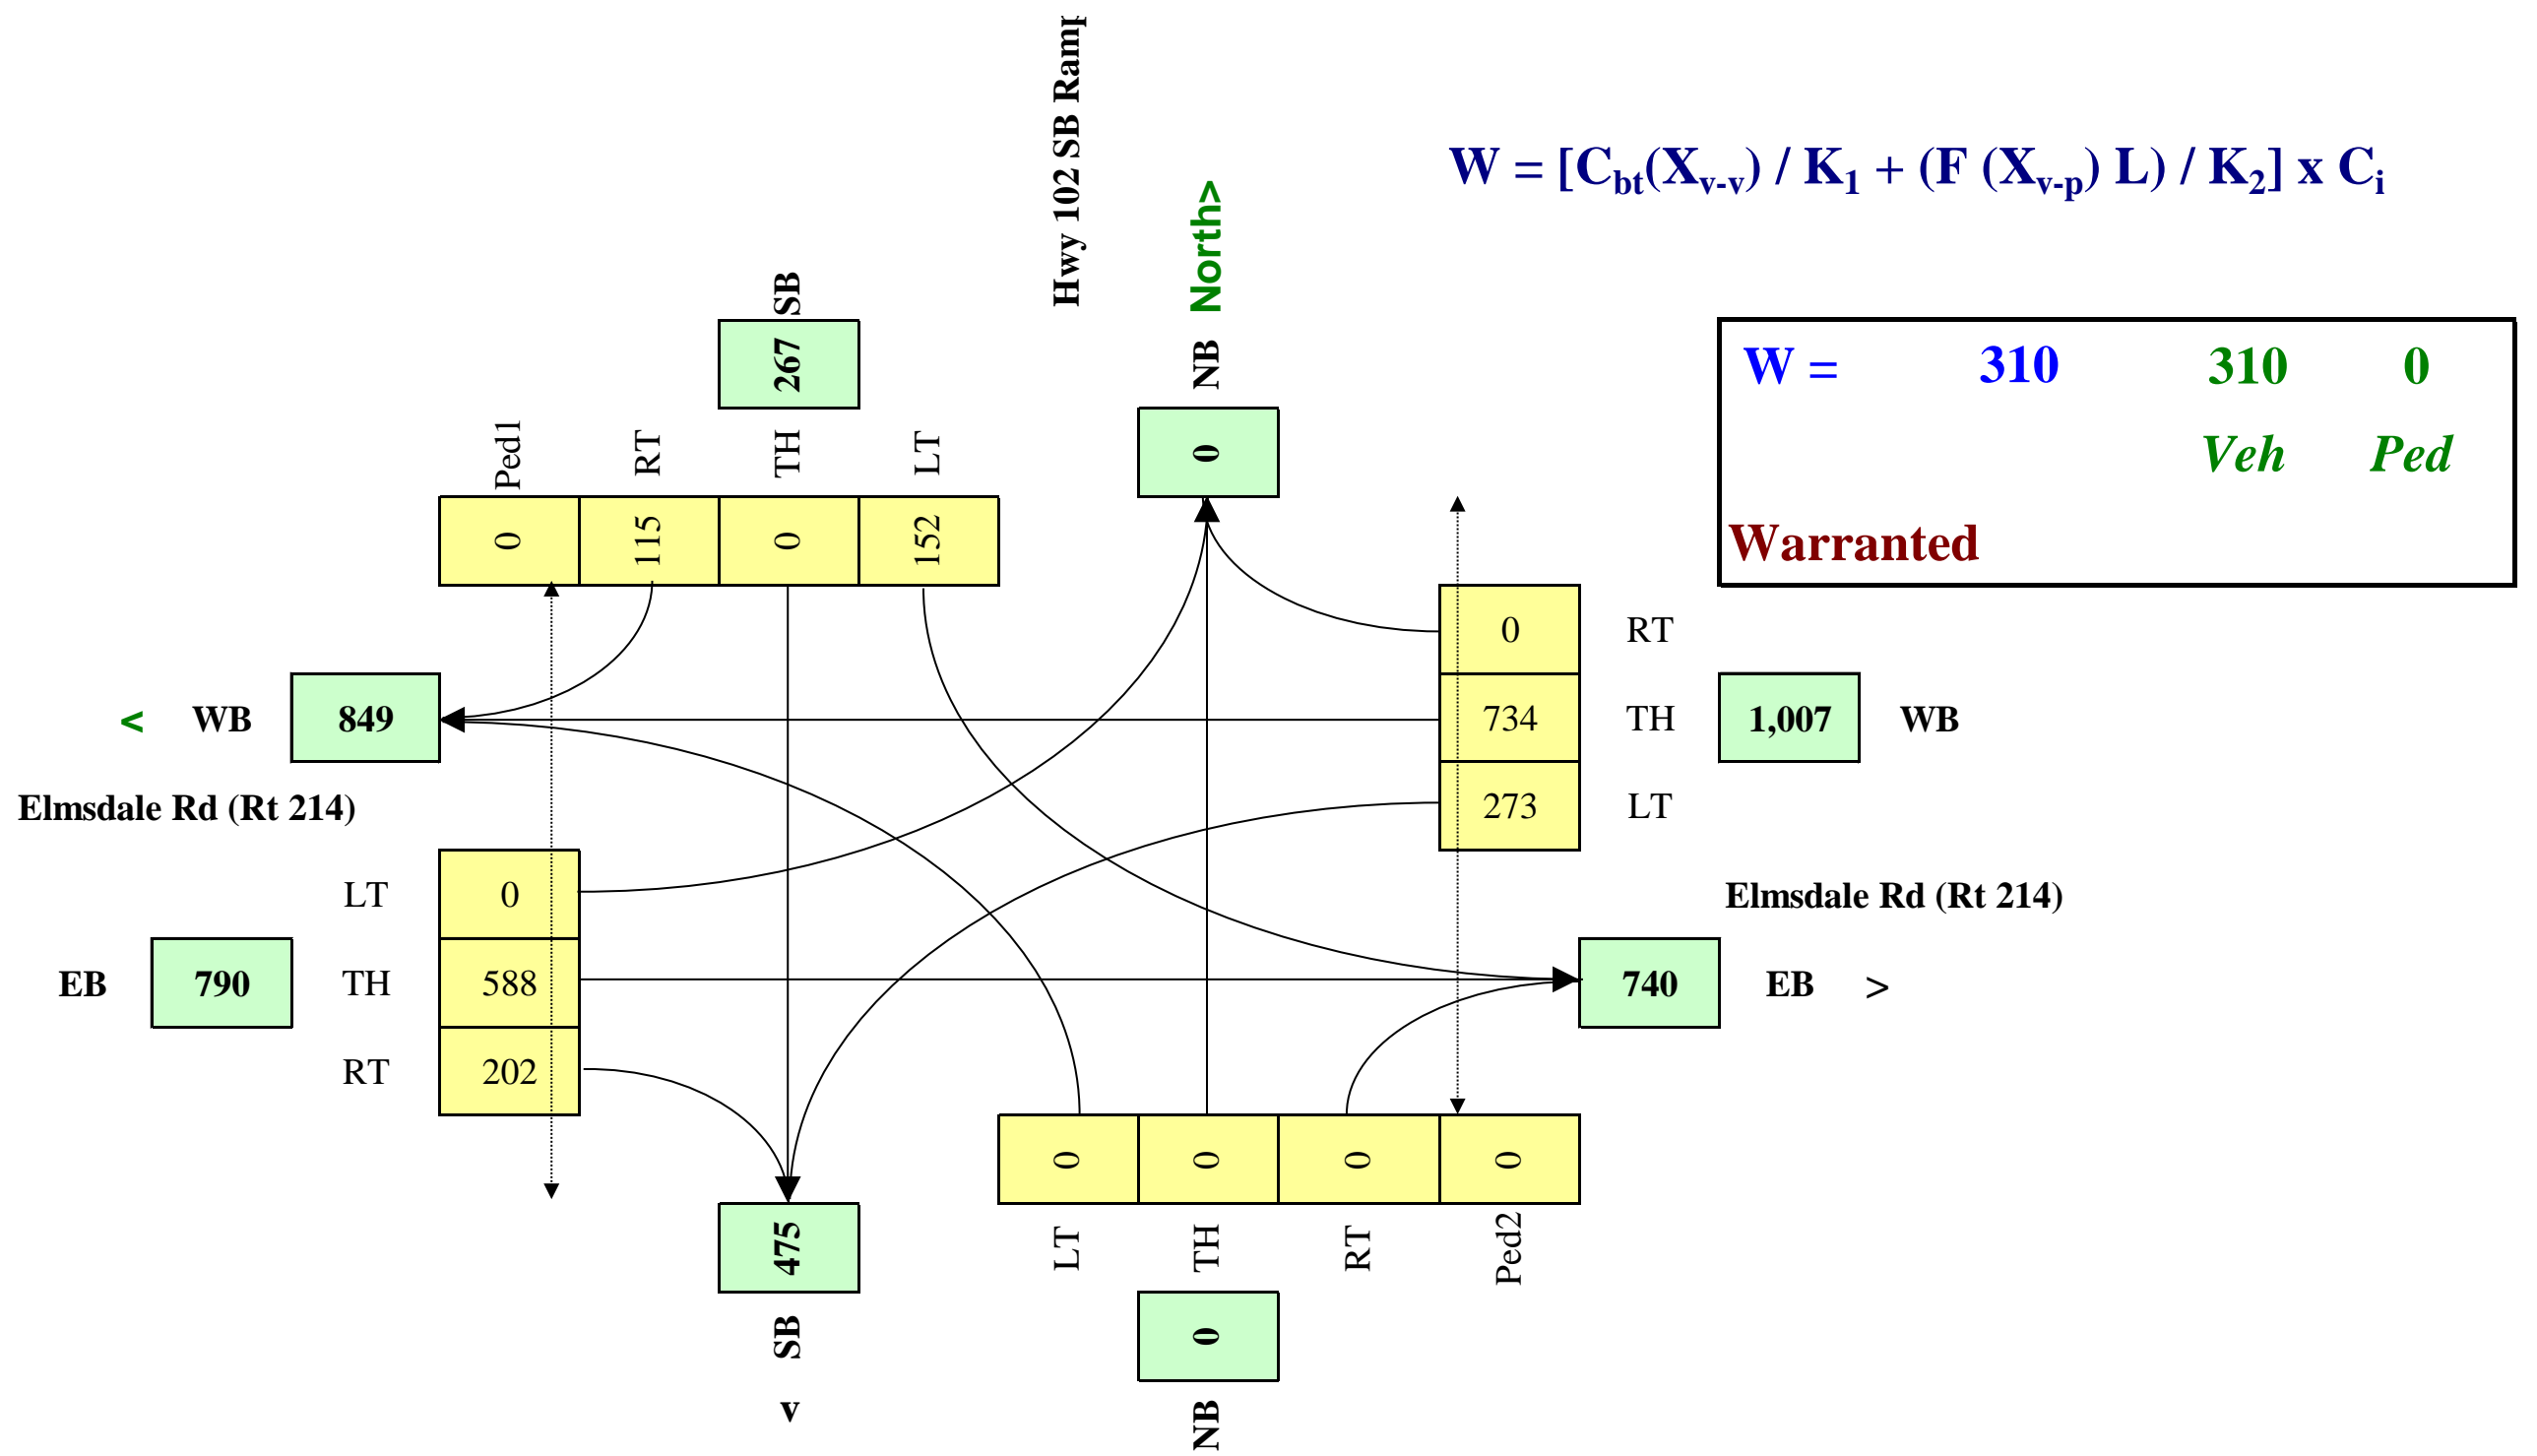 Hwy 102 SB Ramp
North>
W = [Cbt(Xv-v) / K1 + (F (Xv-p) L) / K2] x Ci
SB
267
NB
0
W = 310 310 0
Veh Ped
Warranted
Ped1 RT TH LT
0 115 0 152
0 RT
< WB 849
734 TH 1,007 WB
Elmsdale Rd (Rt 214)
273 LT
LT 0
Elmsdale Rd (Rt 214)
EB 790 TH 588
740 EB >
RT 202
0 0 0 0
LT TH RT Ped2
475
SB
v
0
NB